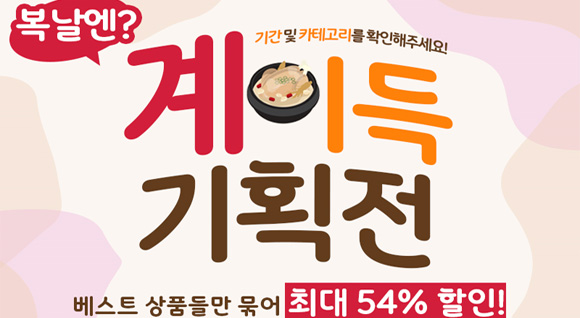 복날엔?
기간 및 카테고리를 확인해주세요!
계이득
기획전
베스트 상품들만 묶어 최대 54% 할인!